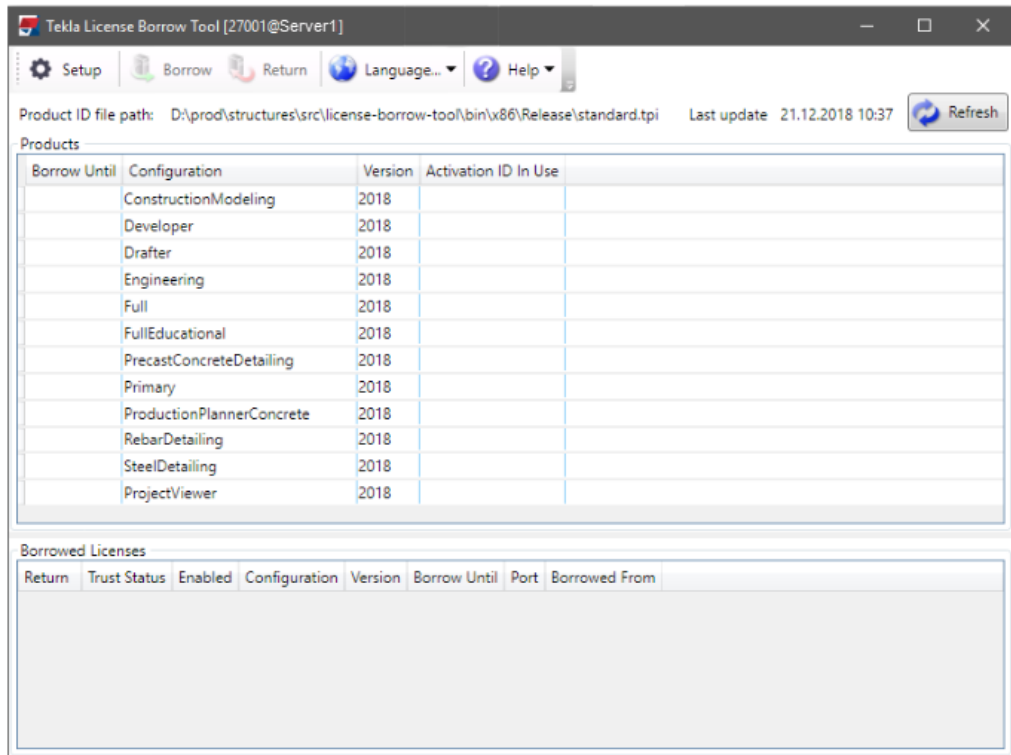 Tekla License Borrow Tool [27001@Server1]
Setup Borrow Return Language... Help
Product ID file path: D:\prod\structures\src\license-borrow-tool\bin\x86\Release\standard.tpi Last update 21.12.2018 10:37 Refresh
Products
Borrow Until Configuration Version Activation ID In Use
ConstructionModeling 2018
Developer 2018
Drafter 2018
Engineering 2018
Full 2018
FullEducational 2018
PrecastConcreteDetailing 2018
Primary 2018
ProductionPlannerConcrete 2018
RebarDetailing 2018
SteelDetailing 2018
ProjectViewer 2018
Borrowed Licenses
Return Trust Status Enabled Configuration Version Borrow Until Port Borrowed From